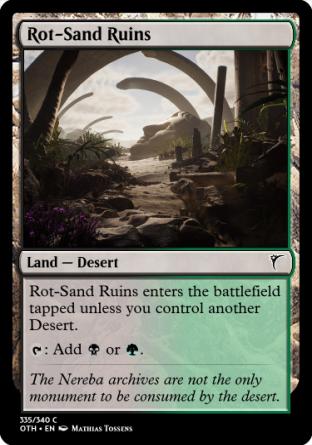 Rot-Sand Ruins
Land — Desert
Rot-Sand Ruins enters the battlefield
tapped unless you control another
Desert.
: Add or .
The Nereba archives are not the only
monument to be consumed by the desert.
335/340 C
OTH • EN Mathias Tossens